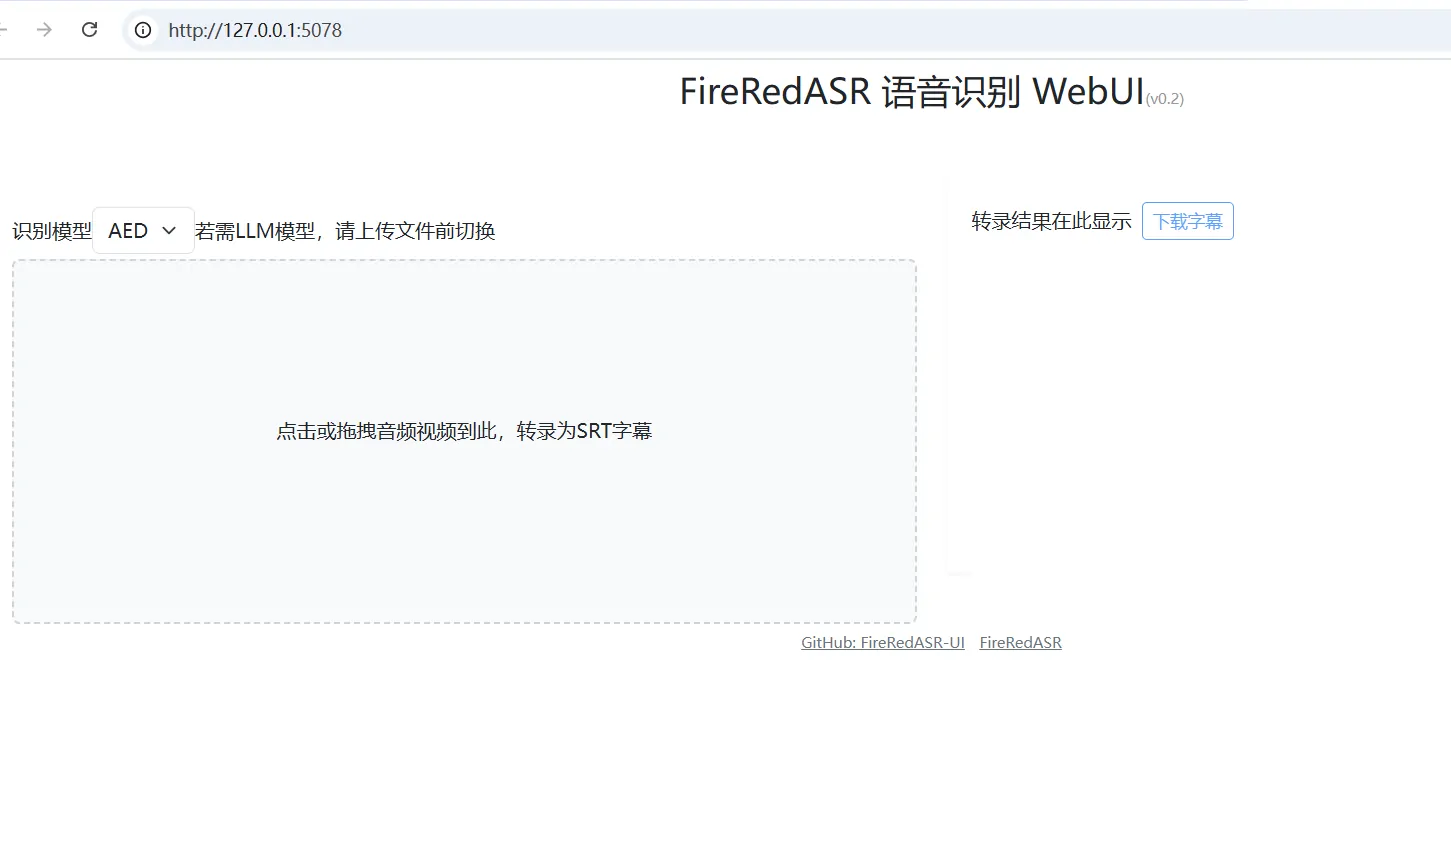 http://127.0.0.1:5078
FireRedASR 语音识别 WebUI(v0.2)
识别模型 AED 若需LLM模型，请上传文件前切换
点击或拖拽音频视频到此，转录为SRT字幕
转录结果在此显示 下载字幕
GitHub: FireRedASR-UI FireRedASR